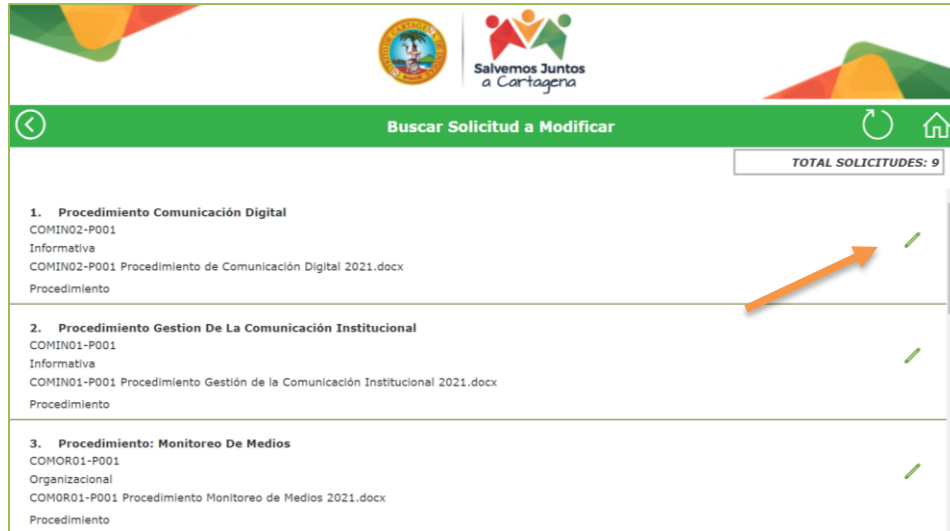 Salvemos Juntos
a Cartagena
Buscar Solicitud a Modificar
TOTAL SOLICITUDES: 9
1. Procedimiento Comunicación Digital
COMIN02-P001
Informativa
COMIN02-P001 Procedimiento de Comunicación Digital 2021.docx
Procedimiento
2. Procedimiento Gestion De La Comunicación Institucional
COMIN01-P001
Informativa
COMIN01-P001 Procedimiento Gestión de la Comunicación Institucional 2021.docx
Procedimiento
3. Procedimiento: Monitoreo De Medios
COMOR01-P001
Organizacional
COM0R01-P001 Procedimiento Monitoreo de Medios 2021.docx
Procedimiento